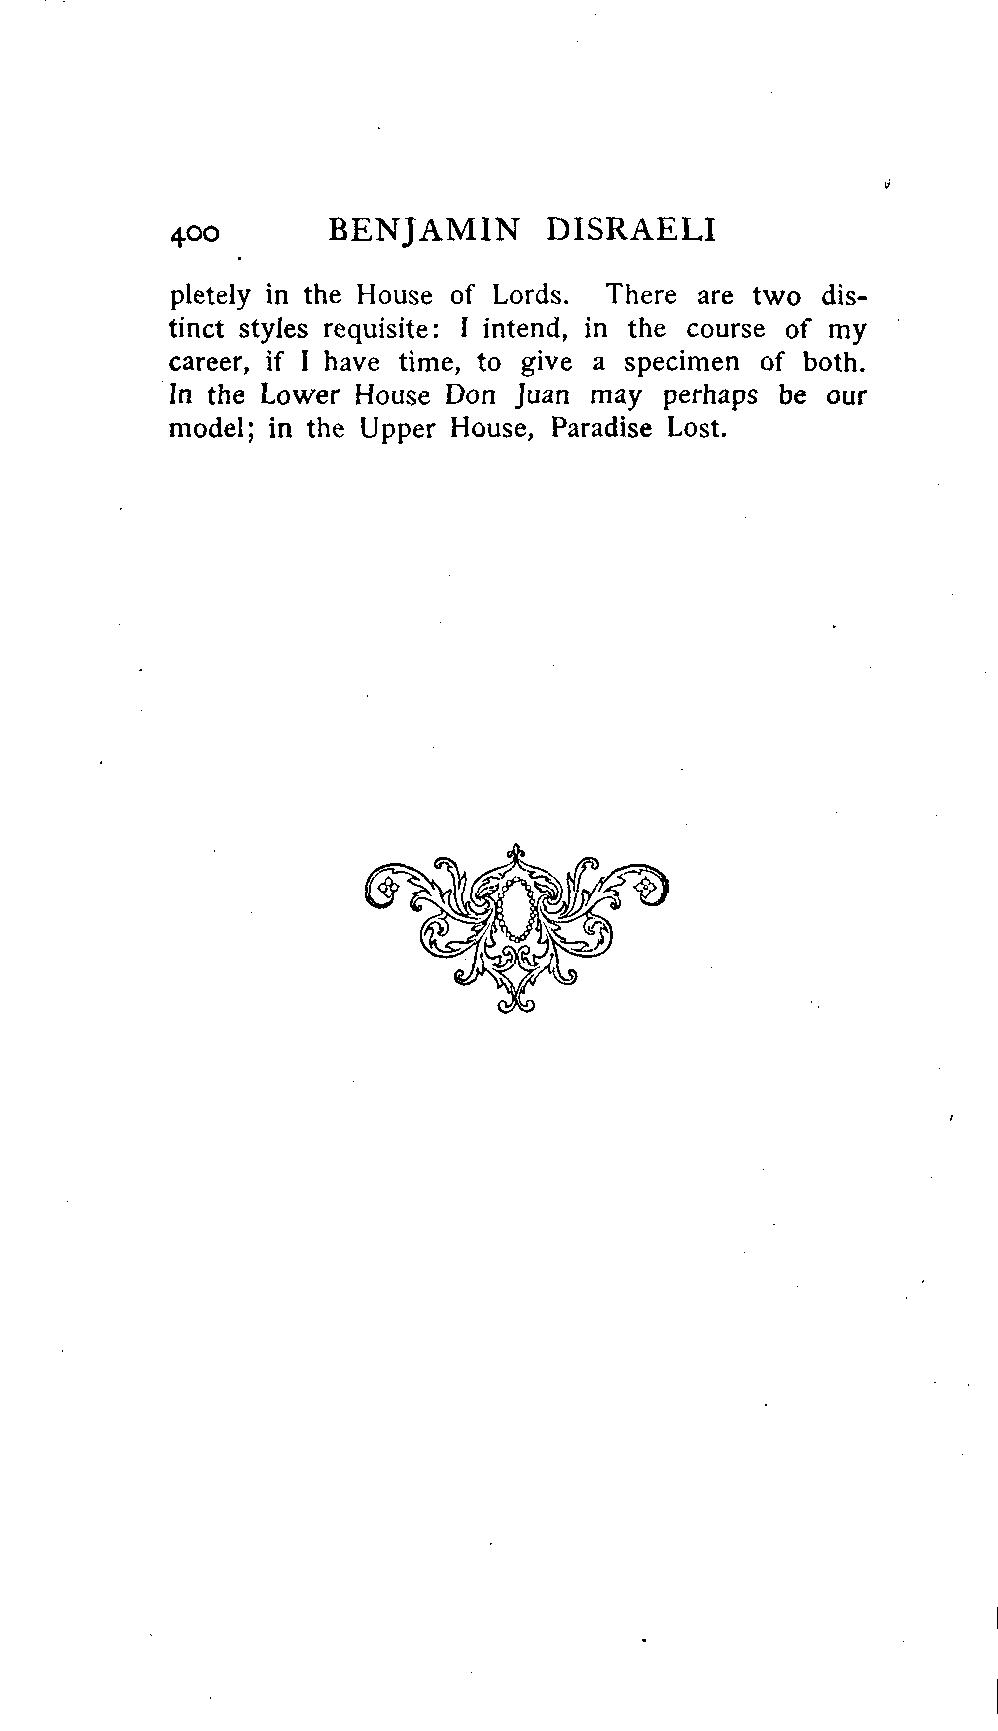 400 BENJAMIN DISRAELI
pletely in the House of Lords. There are two dis-
tinct styles requisite: I intend, in the course of my
career, if I have time, to give a specimen of both.
In the Lower House Don Juan may perhaps be our
model; in the Upper House, Paradise Lost.